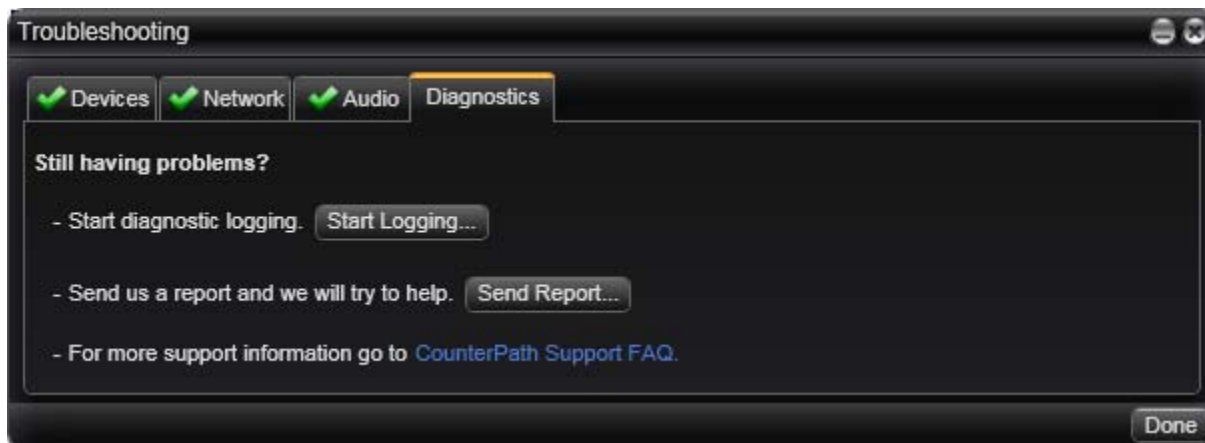 Troubleshooting
Devices Network Audio Diagnostics
Still having problems?
- Start diagnostic logging. Start Logging...
- Send us a report and we will try to help. Send Report...
- For more support information go to CounterPath Support FAQ.
Done